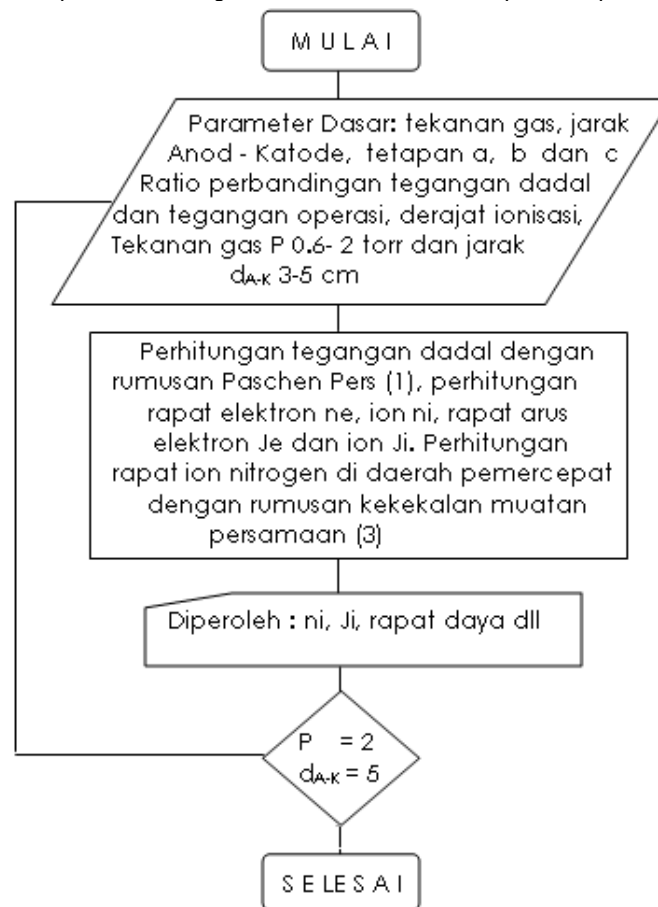 M U L A I
Parameter Dasar: tekanan gas, jarak
Anod - Katode, tetapan a, b dan c
Ratio perbandingan tegangan dadal
dan tegangan operasi, derajat ionisasi,
Tekanan gas P 0.6- 2 torr dan jarak
dA-K 3-5 cm
Perhitungan tegangan dadal dengan
rumusan Paschen Pers (1), perhitungan
rapat elektron ne, ion ni, rapat arus
elektron Je dan ion Ji. Perhitungan
rapat ion nitrogen di daerah pemercepat
dengan rumusan kekekalan muatan
persamaan (3)
Diperoleh : ni, Ji, rapat daya dll
P = 2
dA-K = 5
S E L E S A I